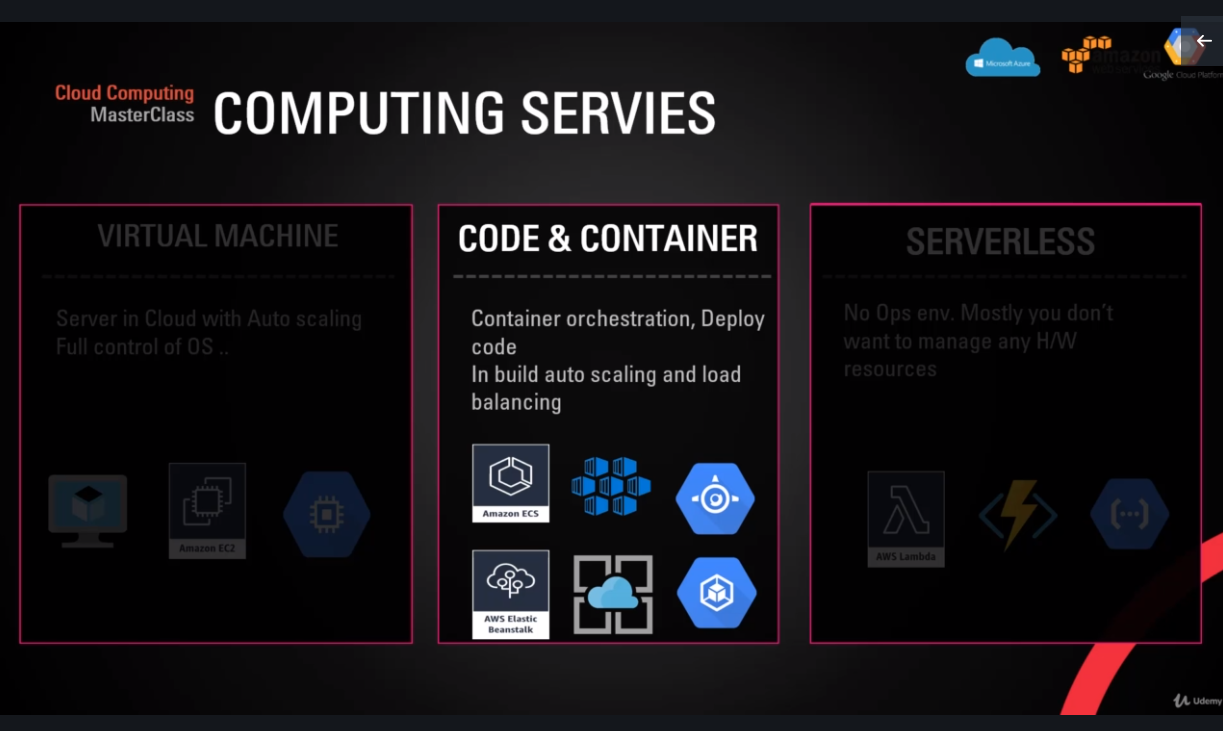 Microsoft Azure
amazon
Google Cloud Platform
Cloud Computing
MasterClass
COMPUTING SERVIES
VIRTUAL MACHINE
Server in Cloud with Auto scaling
Full control of OS ..
Amazon EC2
CODE & CONTAINER
Container orchestration, Deploy
code
In build auto scaling and load
balancing
Amazon ECS
AWS Elastic
Beanstalk
SERVERLESS
No Ops env. Mostly you don't
want to manage any H/W
resources
AWS Lambda
Udemy